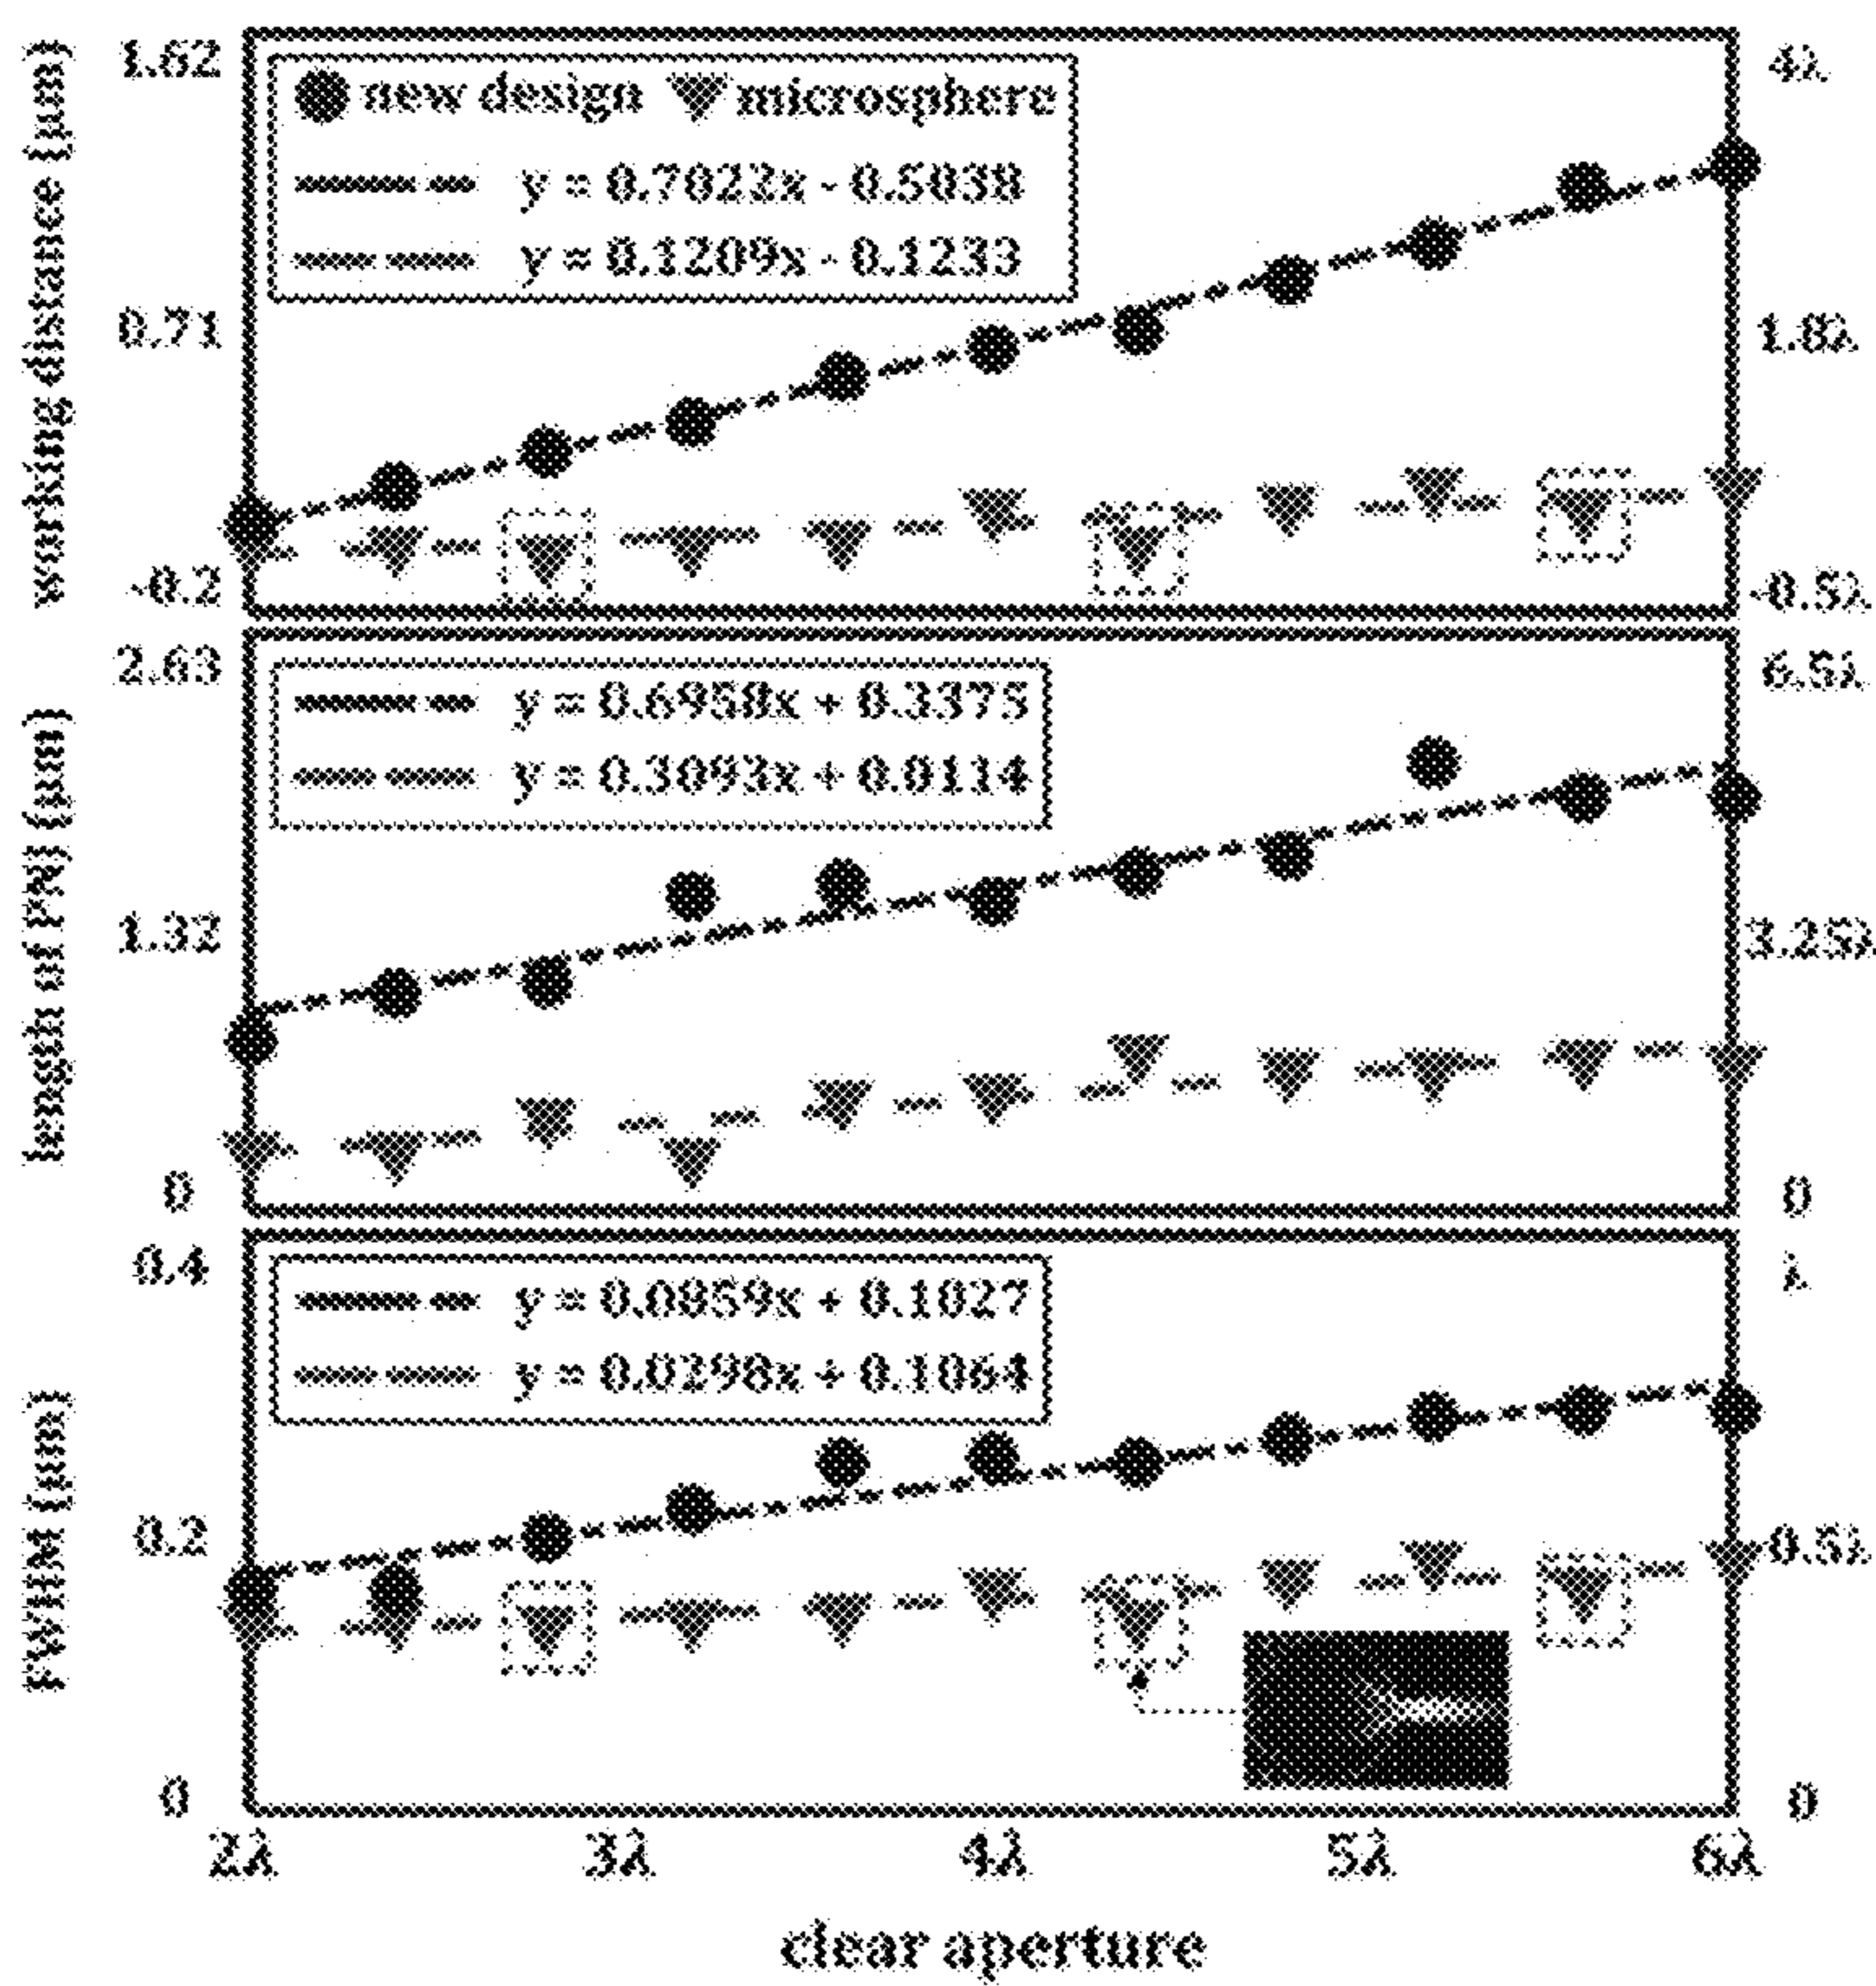 working distance (µm)
1.62
0.71
-0.2
4λ
1.8λ
-0.5λ
new design microsphere
y = 0.7022x - 0.5038
y = 0.1209x - 0.1233
length of PNJ (µm)
2.63
1.32
0
6.5λ
3.25λ
0
y = 0.6958x + 0.3375
y = 0.3093x + 0.0114
FWHM (µm)
0.4
0.2
0
λ
0.5λ
0
y = 0.0859x + 0.1027
y = 0.0298x + 0.1064
2λ 3λ 4λ 5λ 6λ
clear aperture